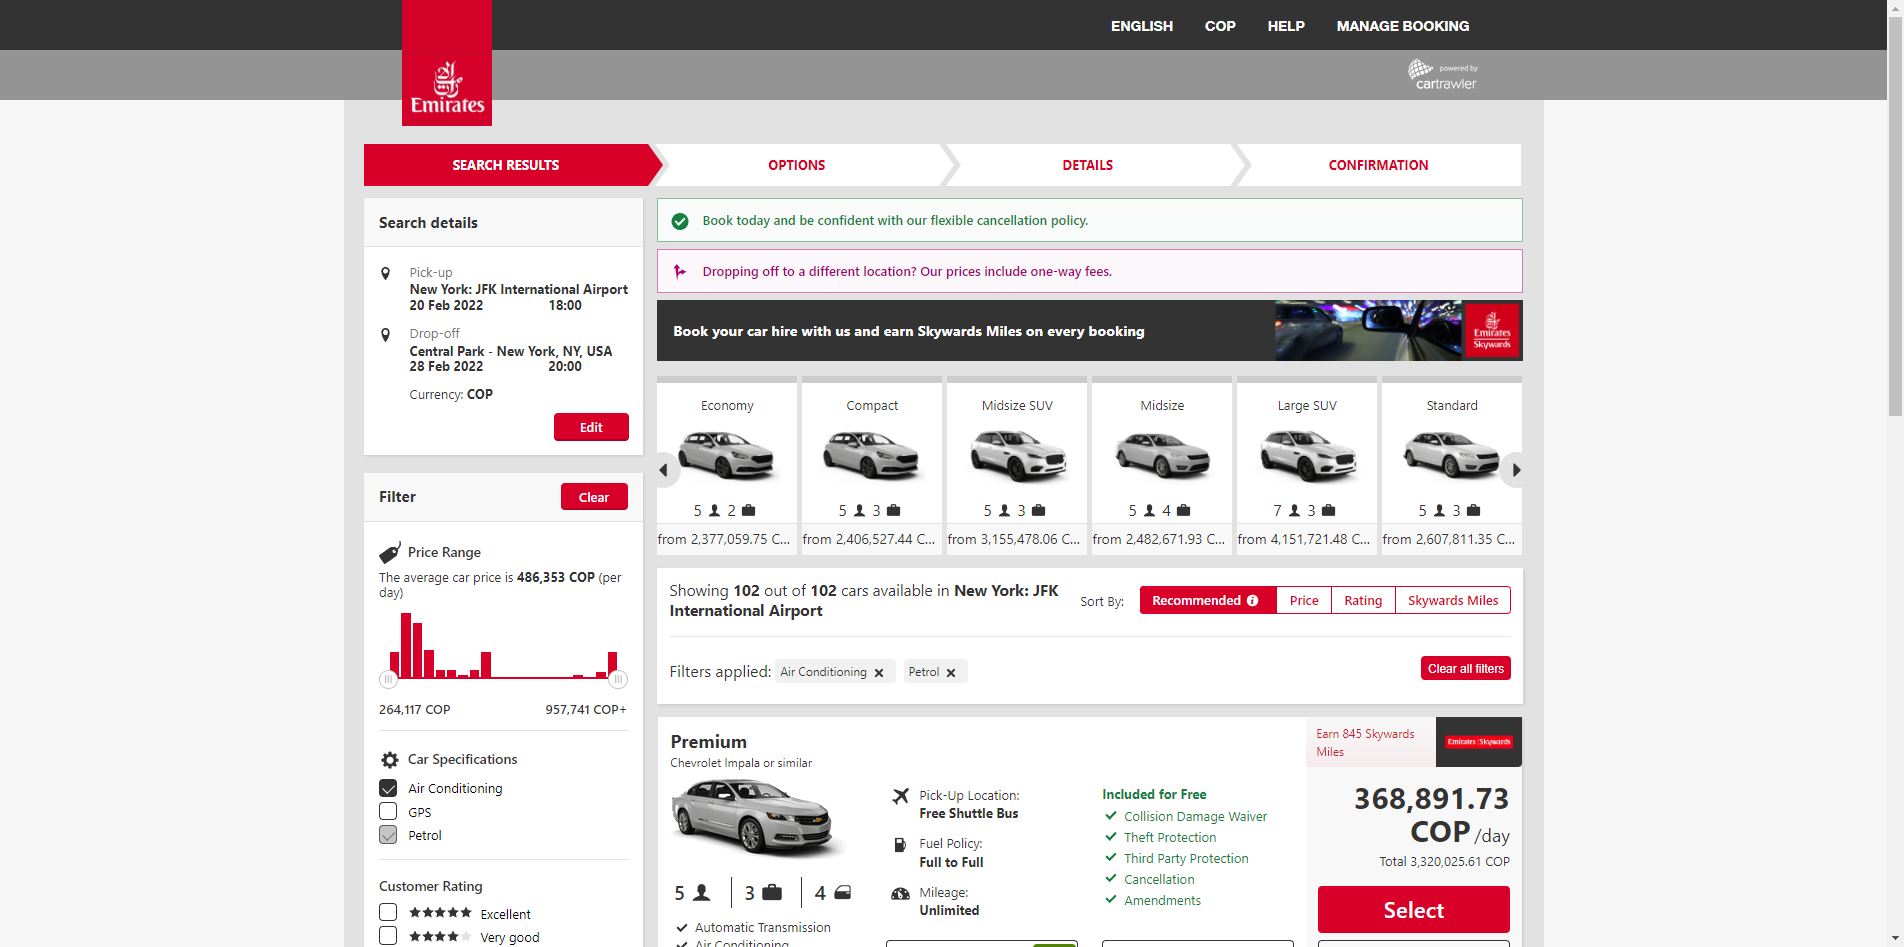 ENGLISH
COP
HELP
MANAGE BOOKING
Emirates
powered by
cartrawler
SEARCH RESULTS
OPTIONS
DETAILS
CONFIRMATION
Search details
Pick-up
New York: JFK International Airport
20 Feb 2022 18:00
Drop-off
Central Park - New York, NY, USA
28 Feb 2022 20:00
Currency: COP
Edit
Filter
Clear
Price Range
The average car price is 486,353 COP (per
day)
264,117 COP 957,741 COP+
Car Specifications
Air Conditioning
GPS
Petrol
Customer Rating
Excellent
Very good
Book today and be confident with our flexible cancellation policy.
Dropping off to a different location? Our prices include one-way fees.
Book your car hire with us and earn Skywards Miles on every booking
Emirates
Skywards
Economy
5 2
from 2,377,059.75 C...
Compact
5 3
from 2,406,527.44 C...
Midsize SUV
5 3
from 3,155,478.06 C...
Midsize
5 4
from 2,482,671.93 C...
Large SUV
7 3
from 4,151,721.48 C...
Standard
5 3
from 2,607,811.35 C...
Showing 102 out of 102 cars available in New York: JFK
International Airport
Sort By:
Recommended
Price
Rating
Skywards Miles
Filters applied: Air Conditioning Petrol
Clear all filters
Premium
Chevrolet Impala or similar
5 3 4
Automatic Transmission
Air Conditioning
Pick-Up Location:
Free Shuttle Bus
Fuel Policy:
Full to Full
Mileage:
Unlimited
Included for Free
Collision Damage Waiver
Theft Protection
Third Party Protection
Cancellation
Amendments
Earn 845 Skywards
Miles
Emirates Skywards
368,891.73
COP /day
Total 3,320,025.61 COP
Select